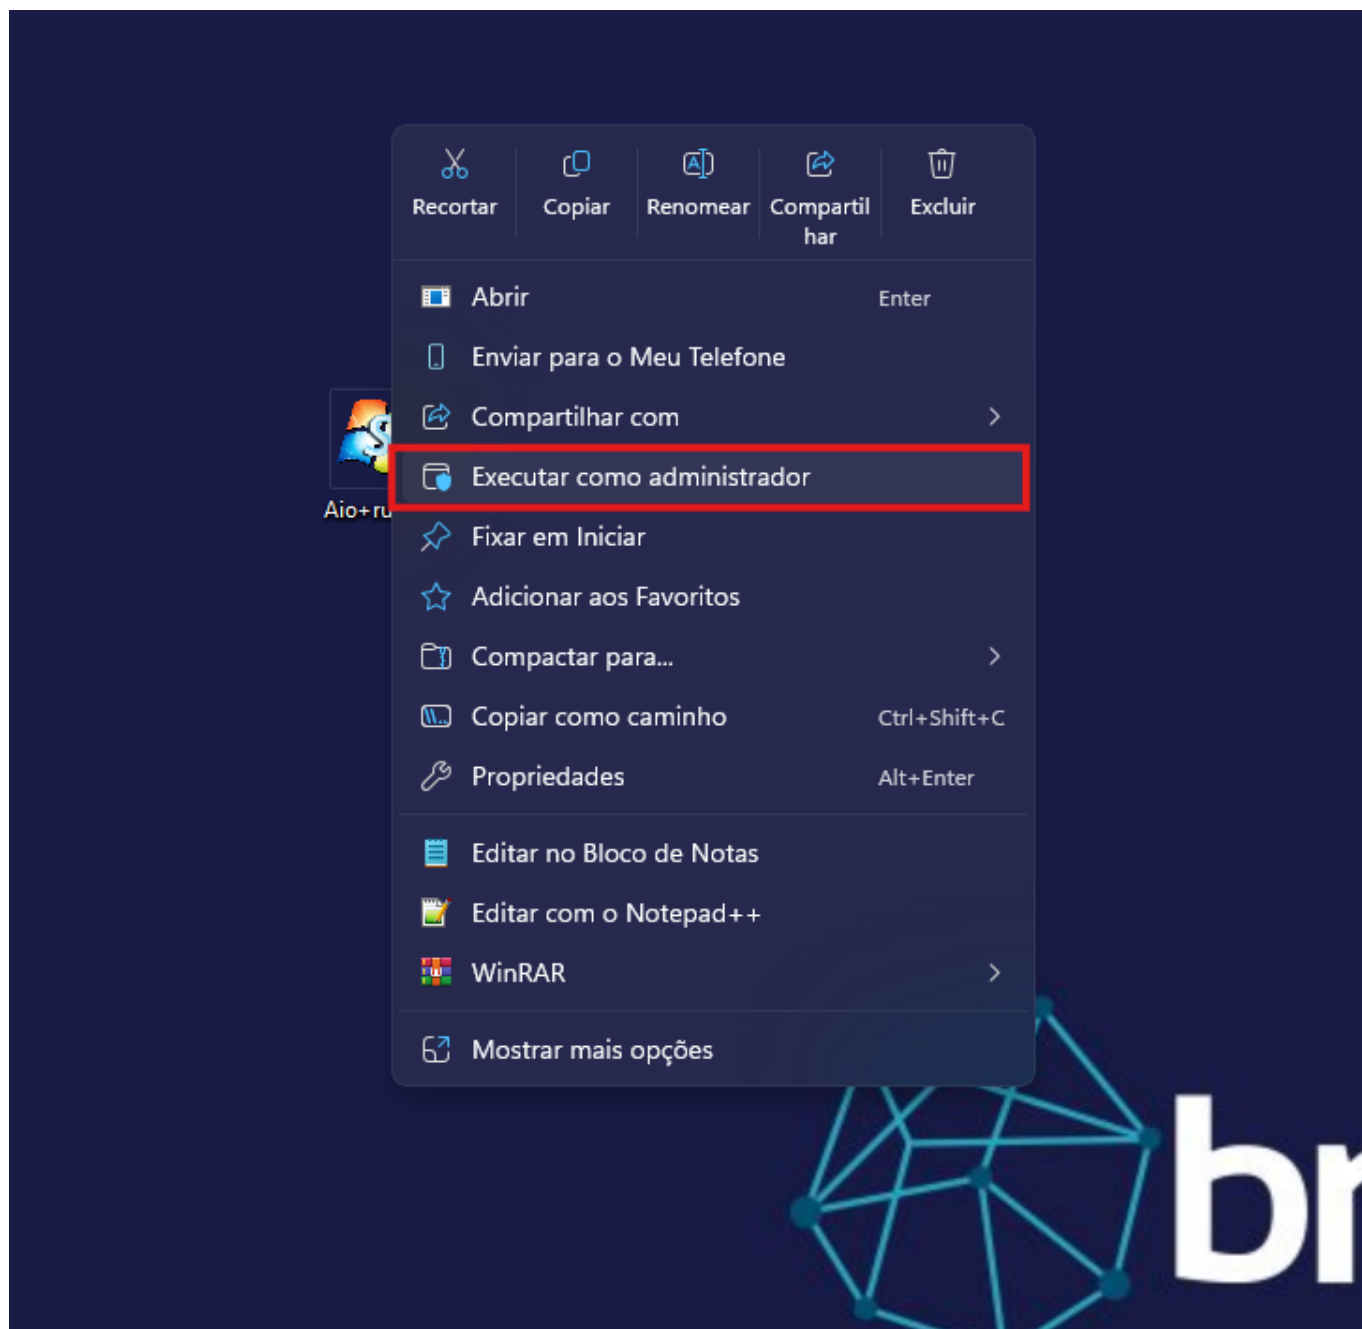 Recortar
Copiar
Renomear
Compartil
har
Excluir
Abrir Enter
Enviar para o Meu Telefone
Compartilhar com
Executar como administrador
Aio+ru
Fixar em Iniciar
Adicionar aos Favoritos
Compactar para...
Copiar como caminho Ctrl+Shift+C
Propriedades Alt+Enter
Editar no Bloco de Notas
Editar com o Notepad++
WinRAR
Mostrar mais opções
br